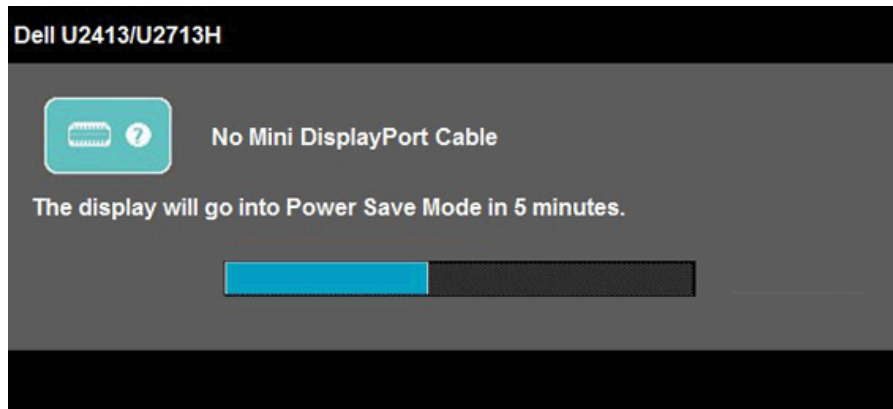 Dell U2413/U2713H
?
No Mini DisplayPort Cable
The display will go into Power Save Mode in 5 minutes.